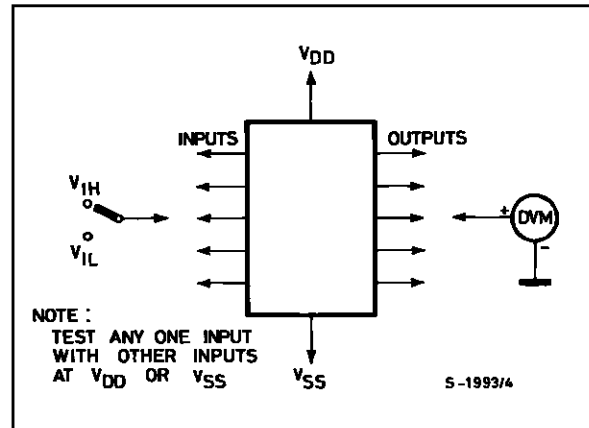 VDD
INPUTS
OUTPUTS
VIH
VIL
+
DVM
-
NOTE :
TEST ANY ONE INPUT
WITH OTHER INPUTS
AT VDD OR VSS
VSS
S-1993/4